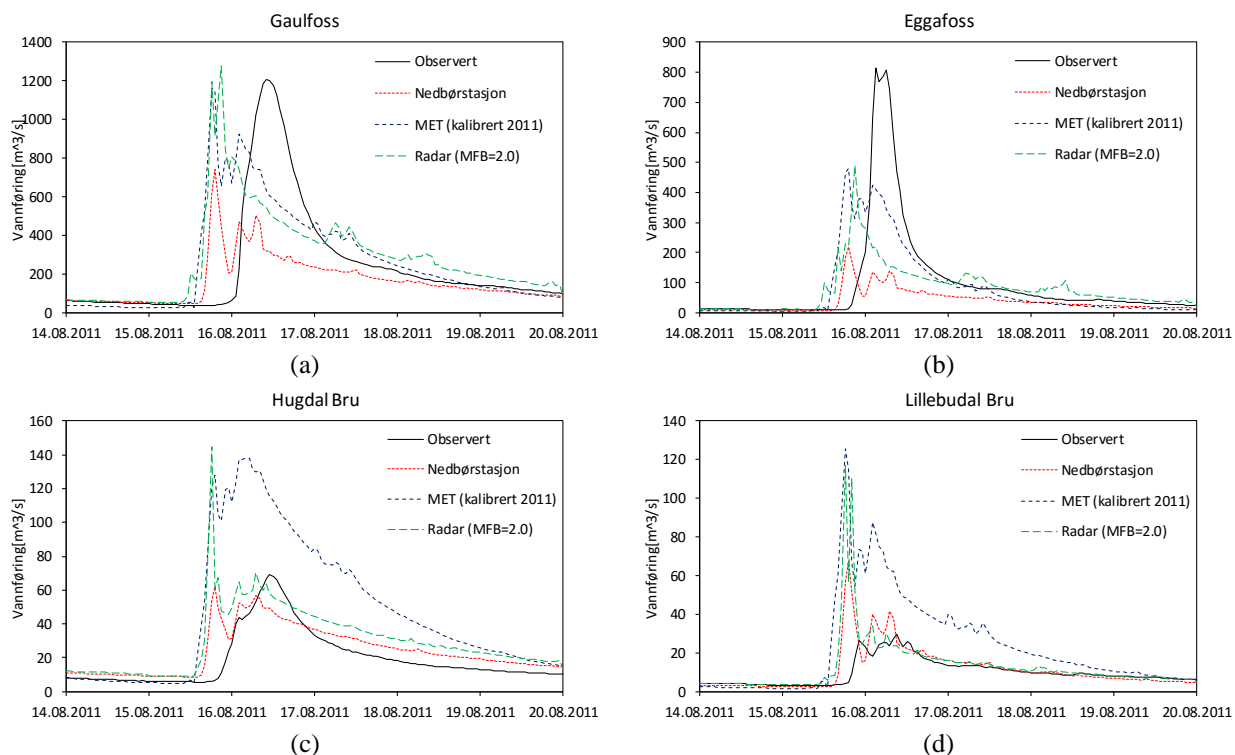 Gaulfoss
Vannføring[m^3/s]
1400
1200
1000
800
600
400
200
0
Observert
Nedbørstasjon
MET (kalibrert 2011)
Radar (MFB=2.0)
14.08.2011 15.08.2011 16.08.2011 17.08.2011 18.08.2011 19.08.2011 20.08.2011
(a)
Eggafoss
Vannføring[m^3/s]
900
800
700
600
500
400
300
200
100
0
Observert
Nedbørstasjon
MET (kalibrert 2011)
Radar (MFB=2.0)
14.08.2011 15.08.2011 16.08.2011 17.08.2011 18.08.2011 19.08.2011 20.08.2011
(b)
Hugdal Bru
Vannføring[m^3/s]
160
140
120
100
80
60
40
20
0
Observert
Nedbørstasjon
MET (kalibrert 2011)
Radar (MFB=2.0)
14.08.2011 15.08.2011 16.08.2011 17.08.2011 18.08.2011 19.08.2011 20.08.2011
(c)
Lillebudal Bru
Vannføring[m^3/s]
140
120
100
80
60
40
20
0
Observert
Nedbørstasjon
MET (kalibrert 2011)
Radar (MFB=2.0)
14.08.2011 15.08.2011 16.08.2011 17.08.2011 18.08.2011 19.08.2011 20.08.2011
(d)